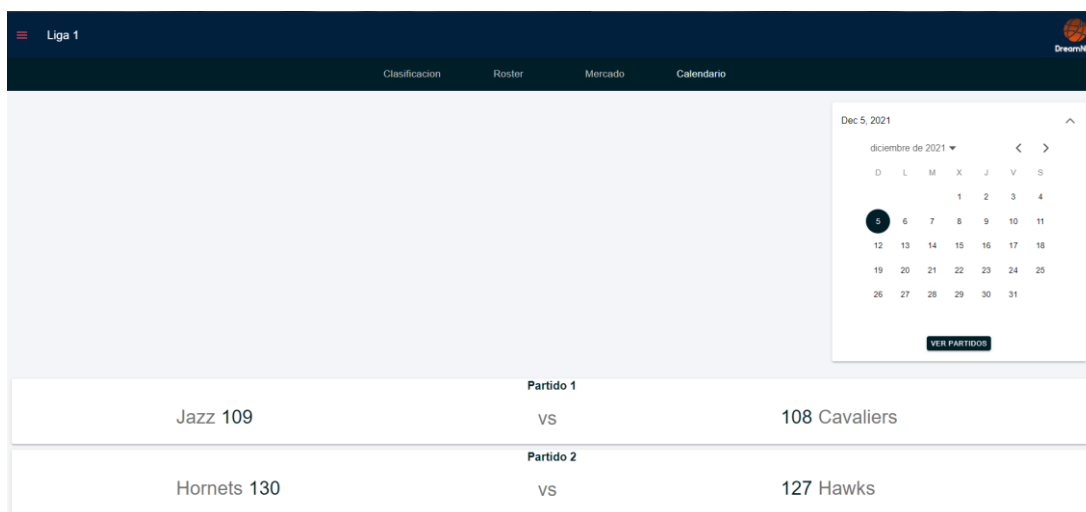 Liga 1
DreamN
Clasificacion Roster Mercado Calendario
Dec 5, 2021
diciembre de 2021
D L M X J V S
1 2 3 4
5 6 7 8 9 10 11
12 13 14 15 16 17 18
19 20 21 22 23 24 25
26 27 28 29 30 31
VER PARTIDOS
Partido 1
Jazz 109 vs 108 Cavaliers
Partido 2
Hornets 130 vs 127 Hawks